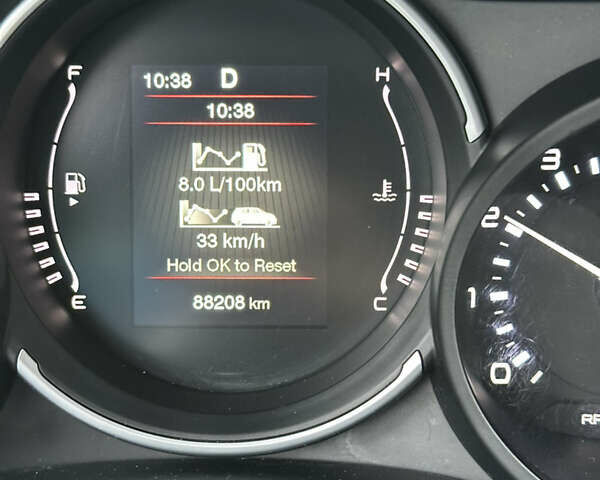 F
10:38 D
10:38
H
8.0 L/100km
33 km/h
Hold OK to Reset
E
88208 km
C
3
2
1
0